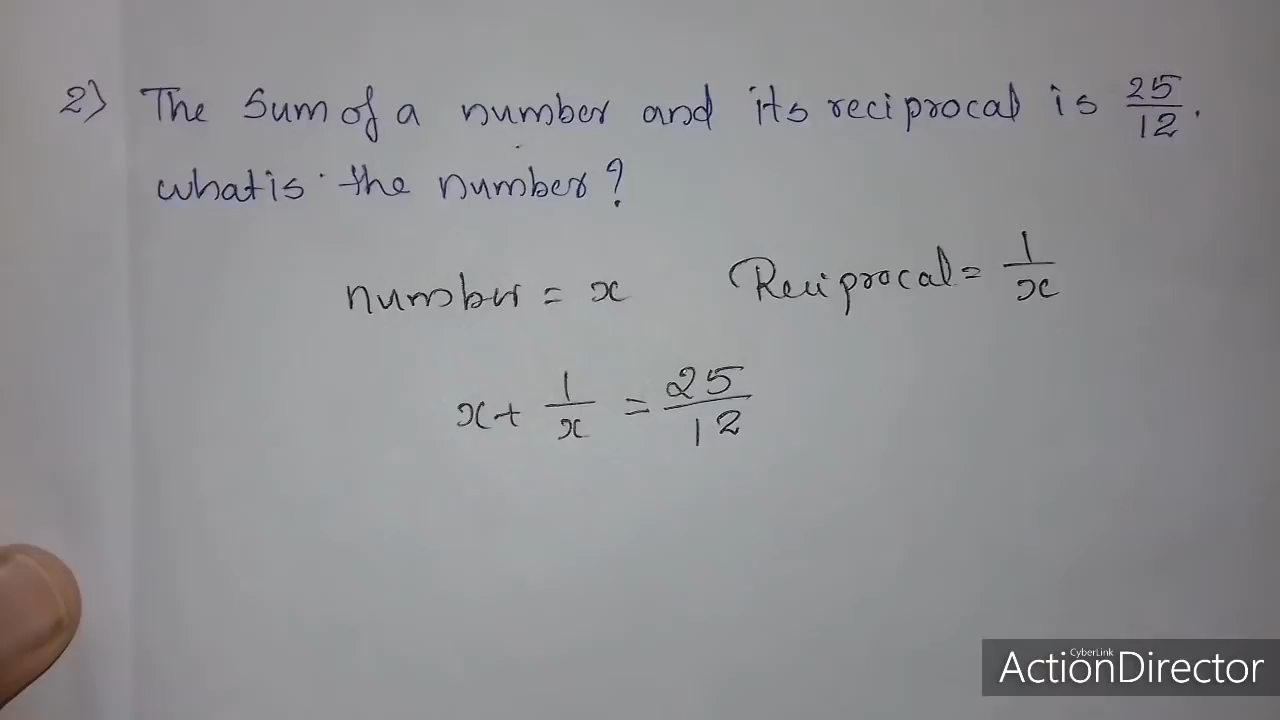 2) The Sum of a number and its reciprocal is 25/12.
what is the number?
number = x Reciprocal = 1/x
x + 1/x = 25/12
CyberLink
ActionDirector